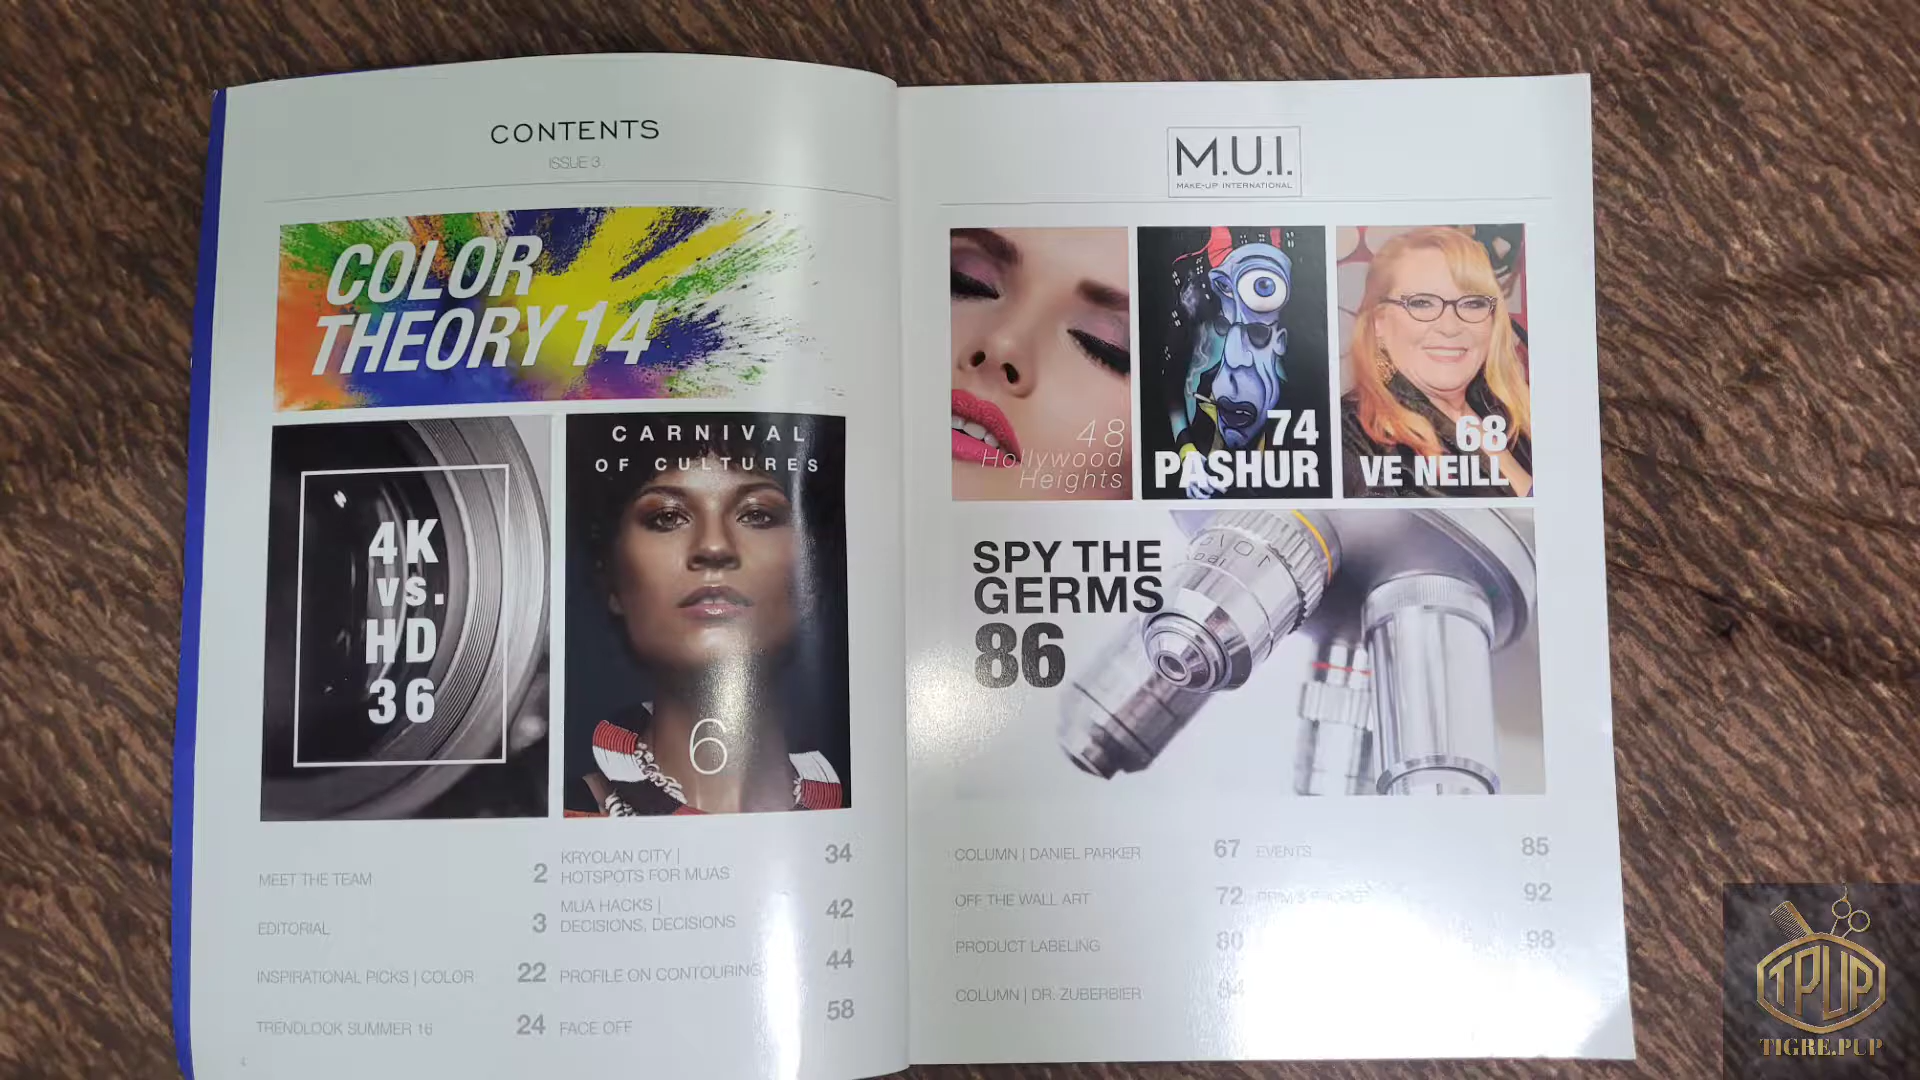 CONTENTS
ISSUE 3
COLOR
THEORY 14
4K
vs.
HD
36
CARNIVAL
OF CULTURES
6
MEET THE TEAM 2
EDITORIAL 3
INSPIRATIONAL PICKS | COLOR 22
TRENDLOOK SUMMER 16 24
KRYOLAN CITY |
HOTSPOTS FOR MUAS 34
MUA HACKS |
DECISIONS, DECISIONS 42
PROFILE ON CONTOURING 44
FACE OFF 58
4
M.U.I.
MAKE-UP INTERNATIONAL
48
Hollywood
Heights
74
PASHUR
68
VE NEILL
SPY THE
GERMS
86
COLUMN | DANIEL PARKER 67
OFF THE WALL ART 72
PRODUCT LABELING 80
COLUMN | DR. ZUBERBIER 84
EVENTS 85
92
98
TPUP
TIGRE.PUP